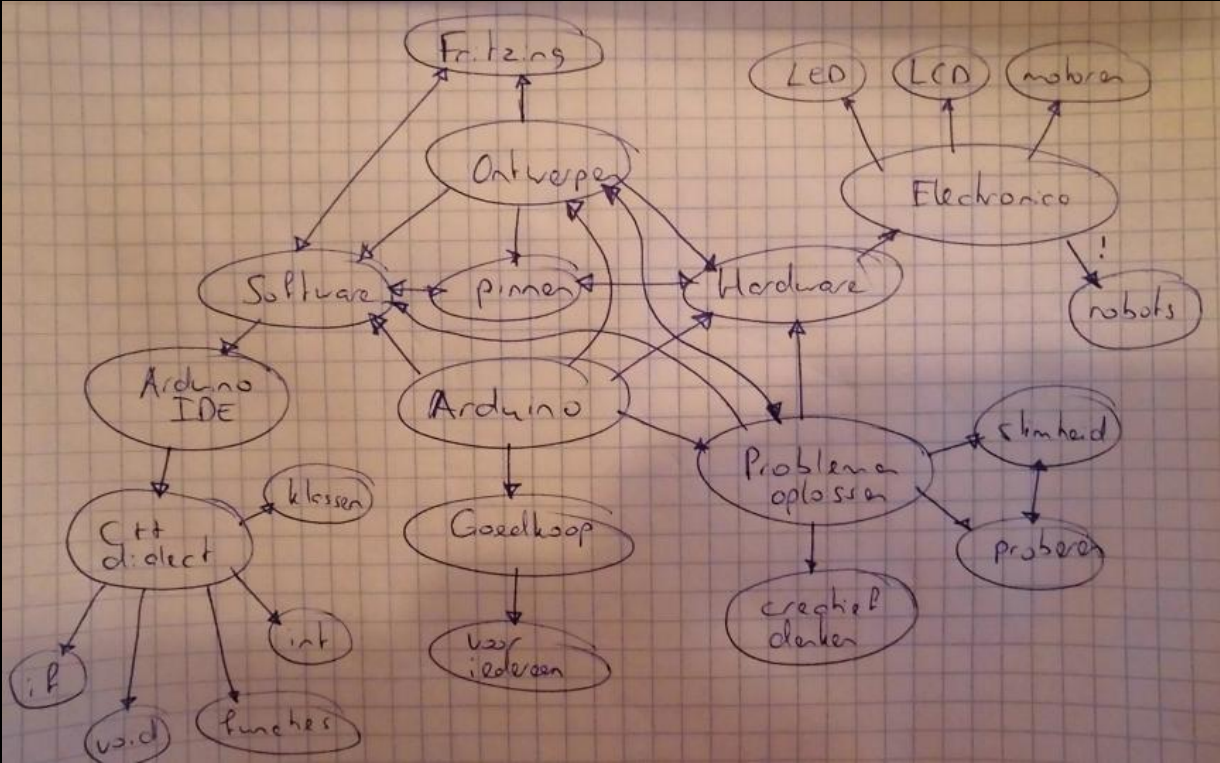 Fritzing
LED
LCD
motoren
Ontwerpen
Electronica
!
Software
pinnen
Hardware
robots
Arduino
IDE
Arduino
slimheid
Problemen
oplossen
klassen
C++
dialect
Goedkoop
proberen
creatief
denken
int
voor
iedereen
if
void
functies